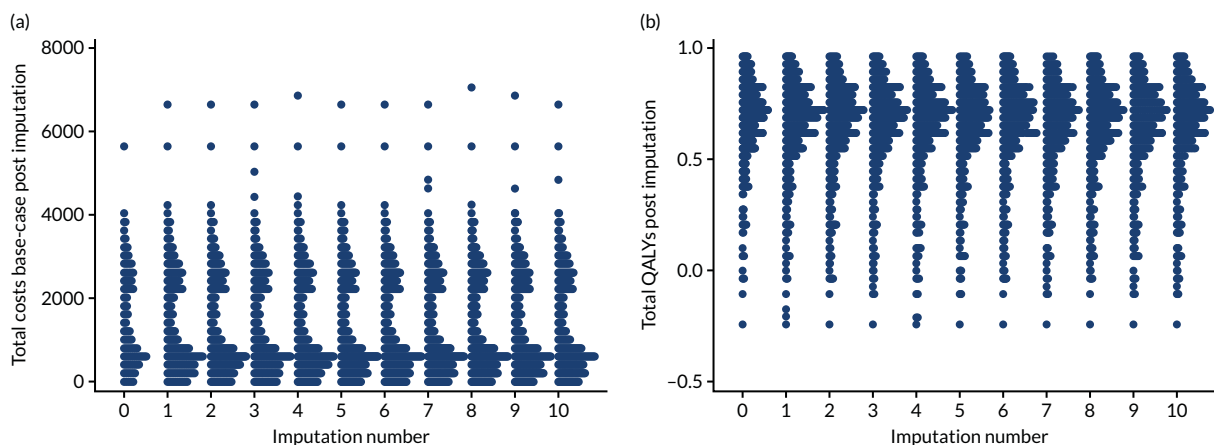 (a)
Total costs base-case post imputation
8000
6000
4000
2000
0
0 1 2 3 4 5 6 7 8 9 10
Imputation number
(b)
Total QALYs post imputation
1.0
0.5
0.0
–0.5
0 1 2 3 4 5 6 7 8 9 10
Imputation number